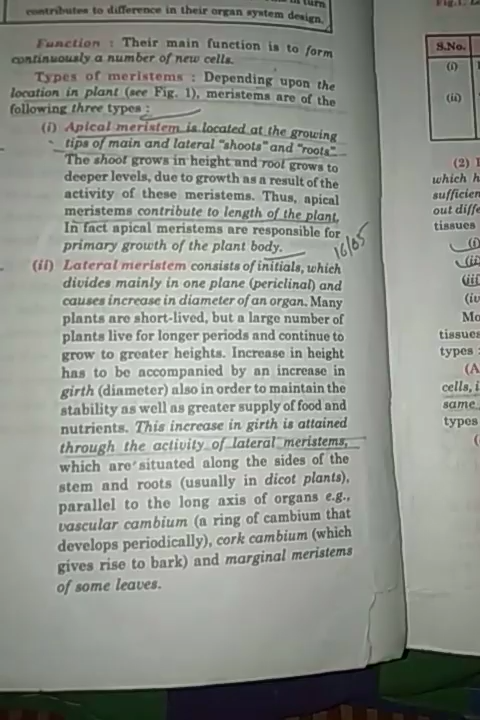 in turn
contributes to difference in their organ system design.
Function : Their main function is to form
continuously a number of new cells.
Types of meristems : Depending upon the
location in plant (see Fig. 1), meristems are of the
following three types :
(i) Apical meristem is located at the growing
tips of main and lateral "shoots" and "roots".
The shoot grows in height and root grows to
deeper levels, due to growth as a result of the
activity of these meristems. Thus, apical
meristems contribute to length of the plant.
In fact apical meristems are responsible for
primary growth of the plant body.
16/05
(ii) Lateral meristem consists of initials, which
divides mainly in one plane (periclinal) and
causes increase in diameter of an organ. Many
plants are short-lived, but a large number of
plants live for longer periods and continue to
grow to greater heights. Increase in height
has to be accompanied by an increase in
girth (diameter) also in order to maintain the
stability as well as greater supply of food and
nutrients. This increase in girth is attained
through the activity of lateral meristems,
which are situated along the sides of the
stem and roots (usually in dicot plants),
parallel to the long axis of organs e.g.,
vascular cambium (a ring of cambium that
develops periodically), cork cambium (which
gives rise to bark) and marginal meristems
of some leaves.
Fig.1.
S.No.
(i)
(ii)
(2)
which h
sufficien
out diffe
tissues
(i)
(ii)
(iii)
(iv
Mo
tissues
types :
(A
cells, i
same
types
(